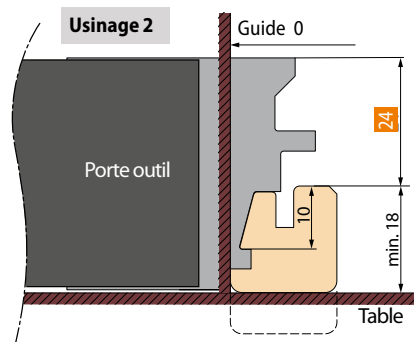 Usinage 2
Guide 0
24
Porte outil
10
min. 18
Table